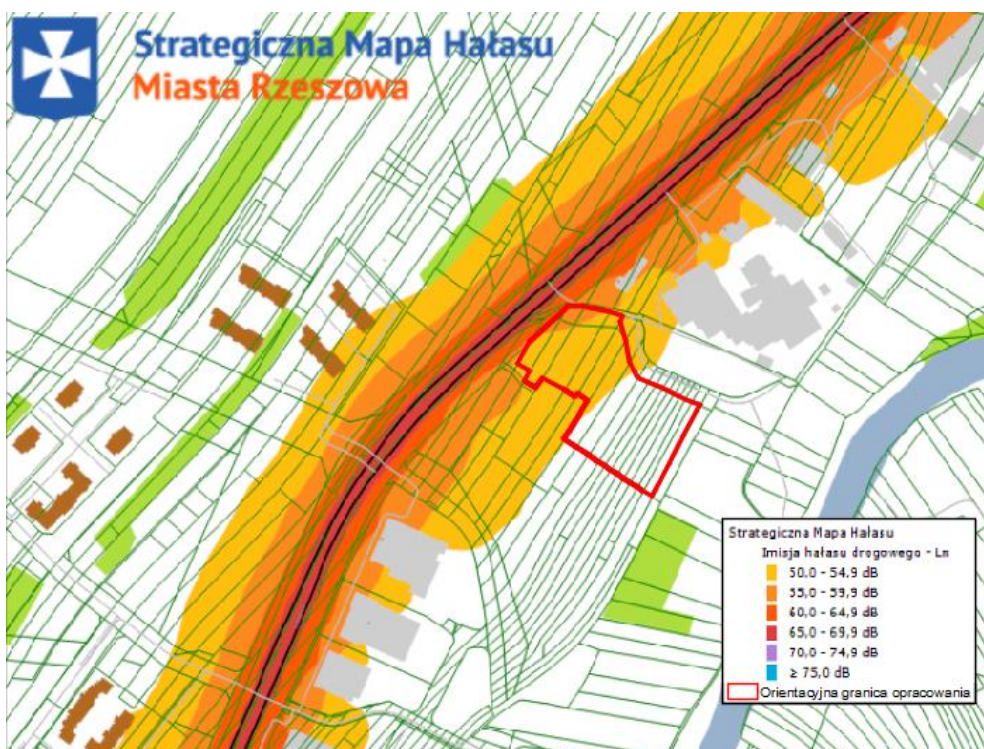 Strategiczna Mapa Hałasu
Miasta Rzeszowa
Strategiczna Mapa Hałasu
Imisja hałasu drogowego - Ln
50,0 - 54,9 dB
55,0 - 59,9 dB
60,0 - 64,9 dB
65,0 - 69,9 dB
70,0 - 74,9 dB
≥ 75,0 dB
Orientacyjna granica opracowania